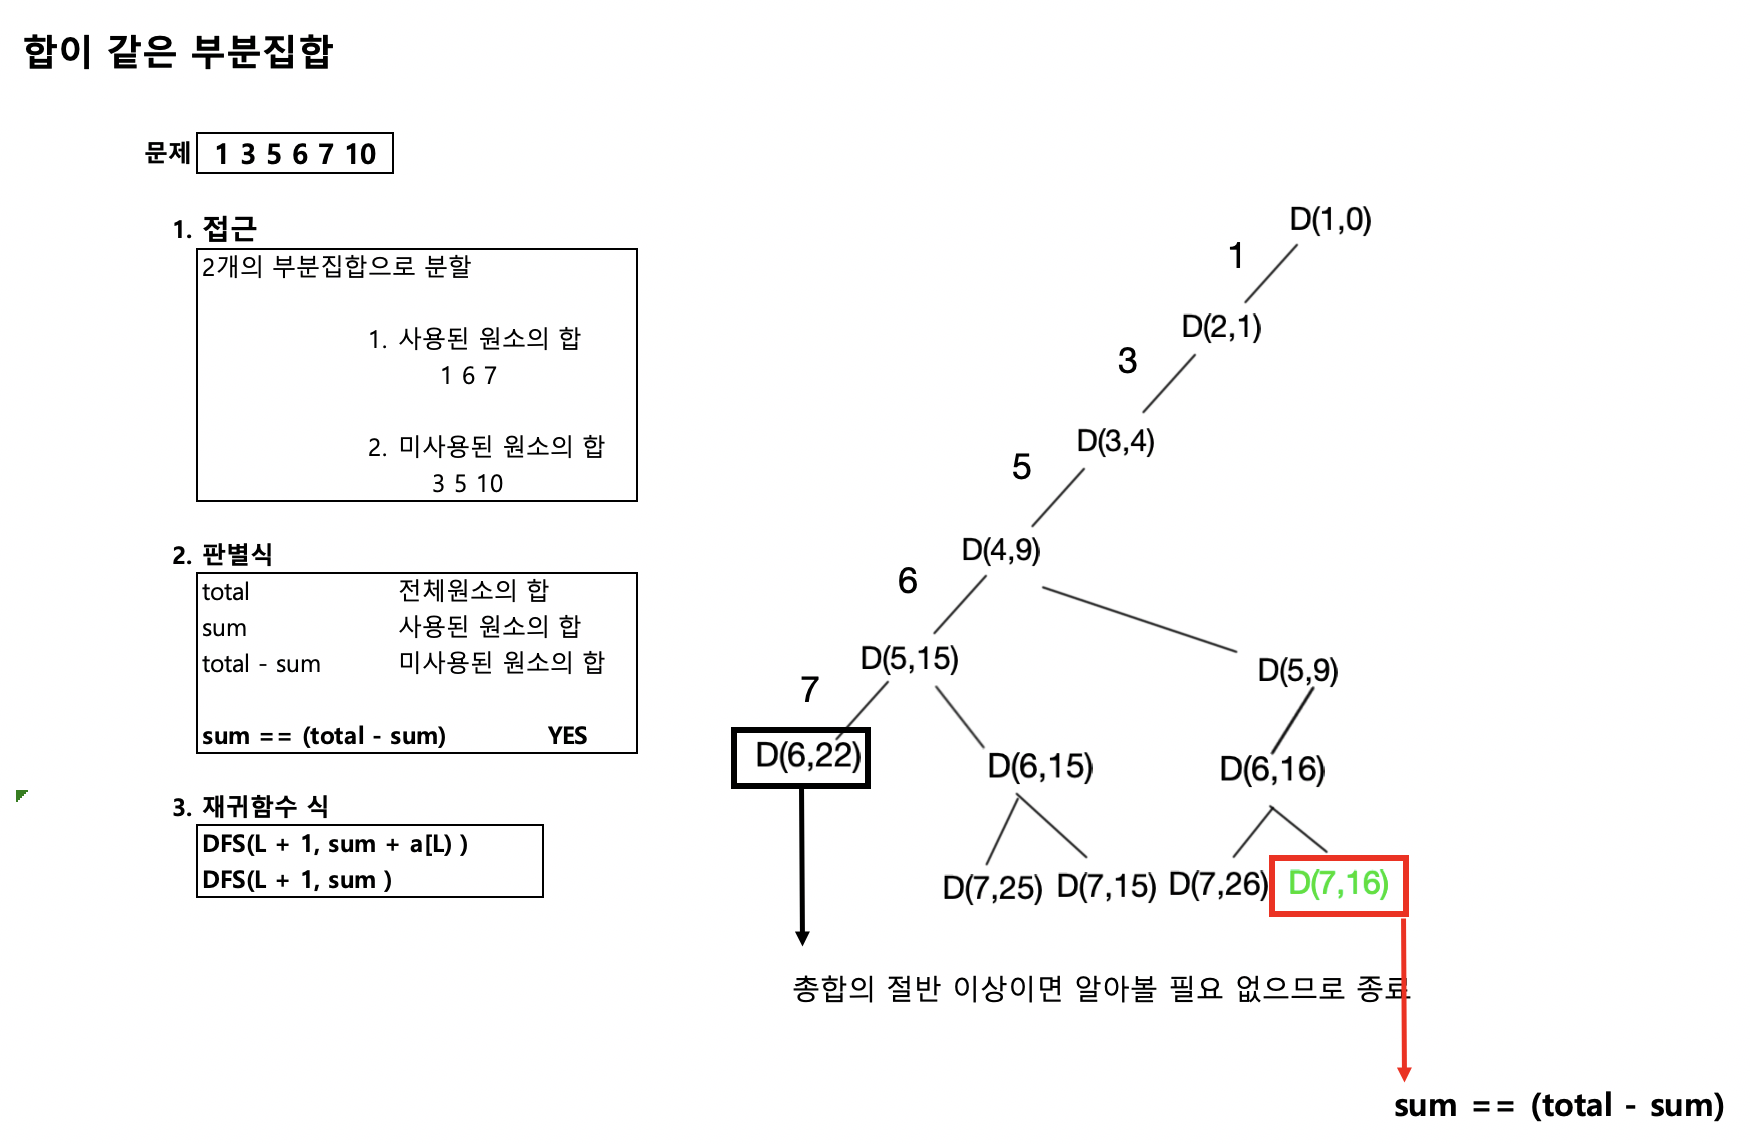 합이 같은 부분집합
문제 1 3 5 6 7 10
1. 접근
2개의 부분집합으로 분할
1. 사용된 원소의 합
1 6 7
2. 미사용된 원소의 합
3 5 10
2. 판별식
total 전체원소의 합
sum 사용된 원소의 합
total - sum 미사용된 원소의 합
sum == (total - sum) YES
3. 재귀함수 식
DFS(L + 1, sum + a[L) )
DFS(L + 1, sum )
D(1,0)
1
D(2,1)
3
D(3,4)
5
D(4,9)
6
D(5,15) D(5,9)
7
D(6,22) D(6,15) D(6,16)
D(7,25) D(7,15) D(7,26) D(7,16)
총합의 절반 이상이면 알아볼 필요 없으므로 종료
sum == (total - sum)